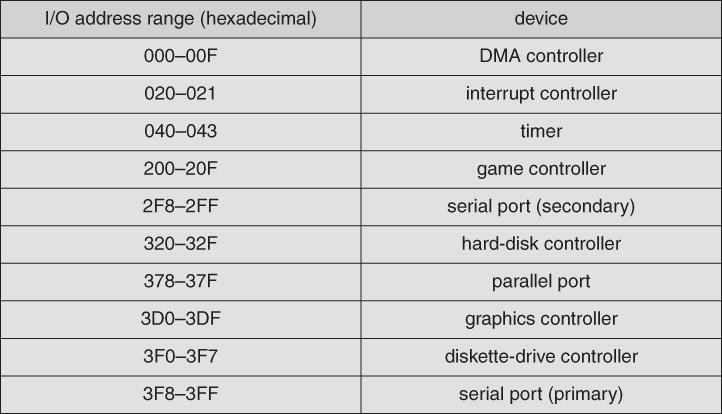 I/O address range (hexadecimal) device
000–00F DMA controller
020–021 interrupt controller
040–043 timer
200–20F game controller
2F8–2FF serial port (secondary)
320–32F hard-disk controller
378–37F parallel port
3D0–3DF graphics controller
3F0–3F7 diskette-drive controller
3F8–3FF serial port (primary)